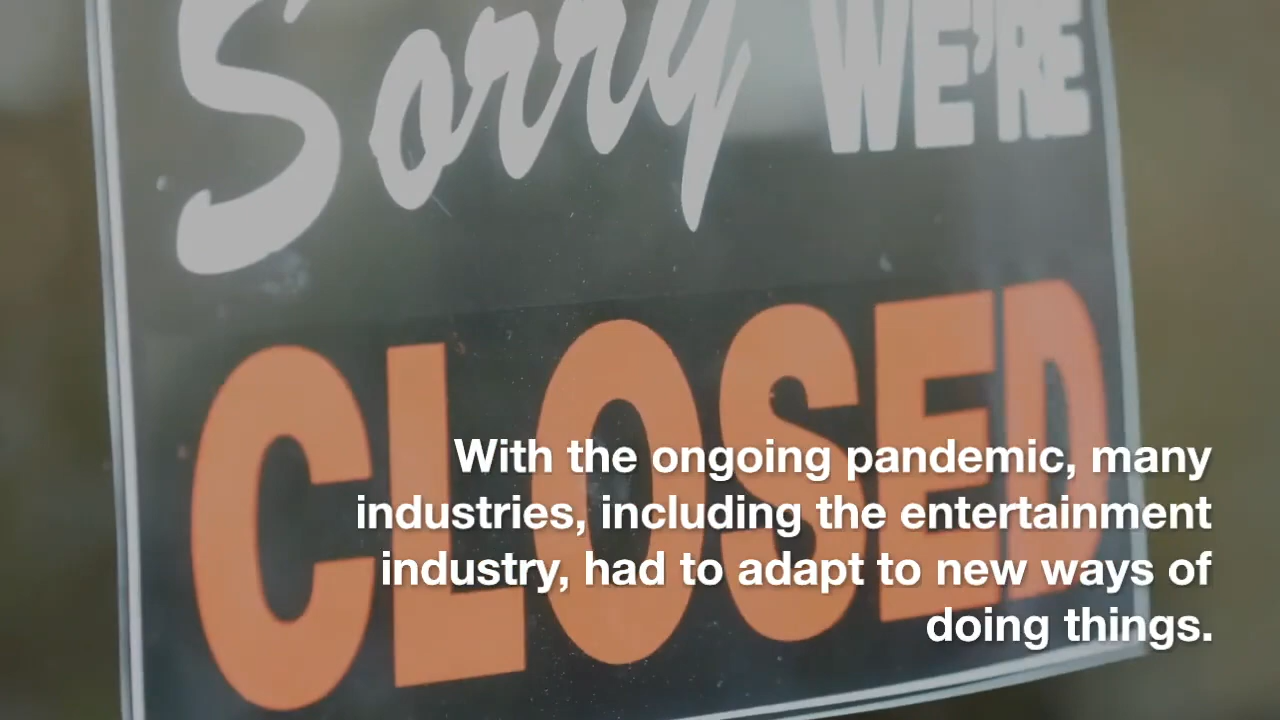 Sorry WE'RE
CLOSED
With the ongoing pandemic, many
industries, including the entertainment
industry, had to adapt to new ways of
doing things.